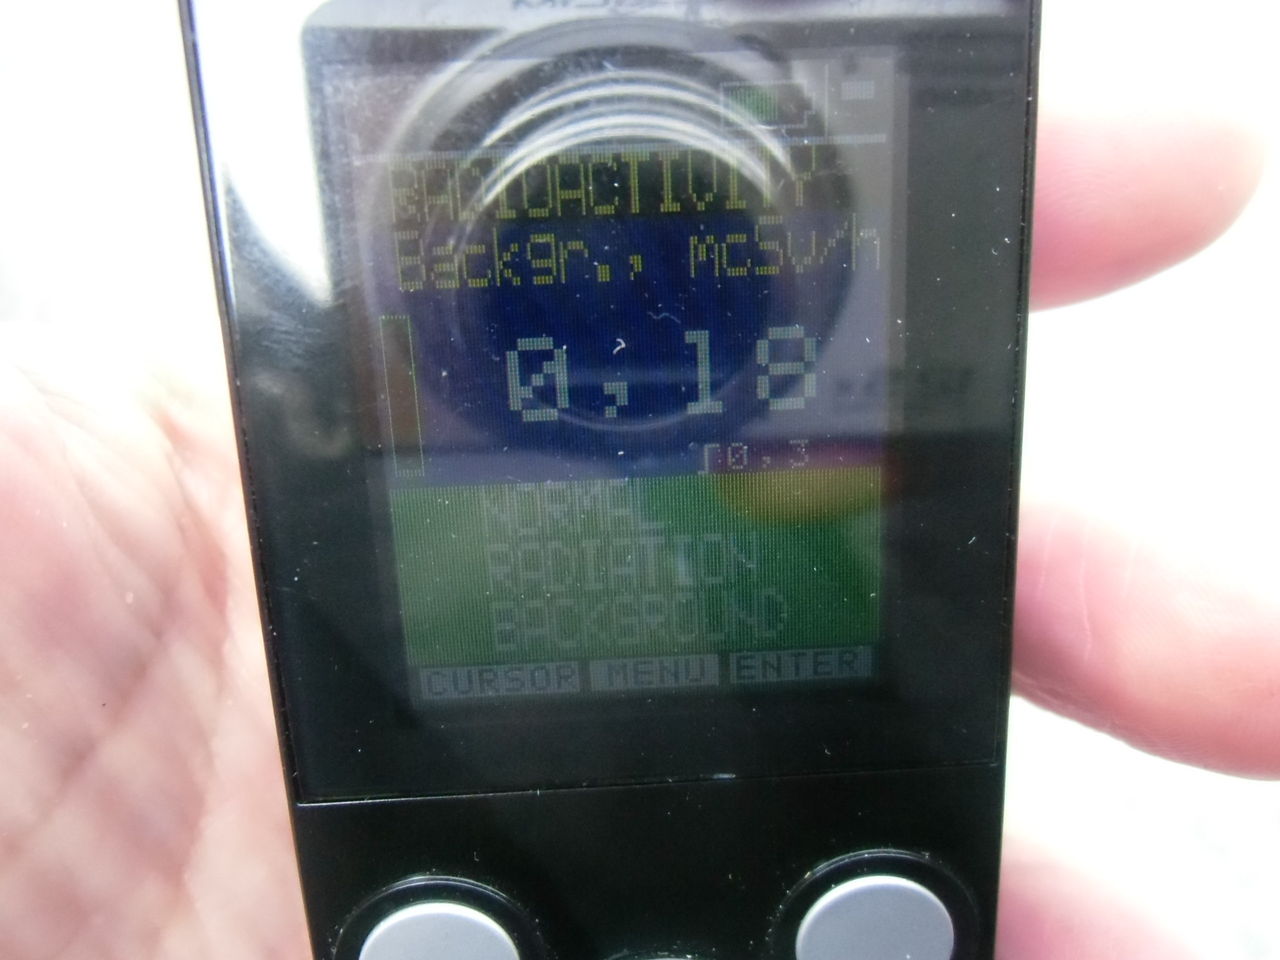 RADIOACTIVITY
Backgr., mcSv/h
0,18
∫0,3
NORMAL
RADIATION
BACKGROUND
CURSOR MENU ENTER